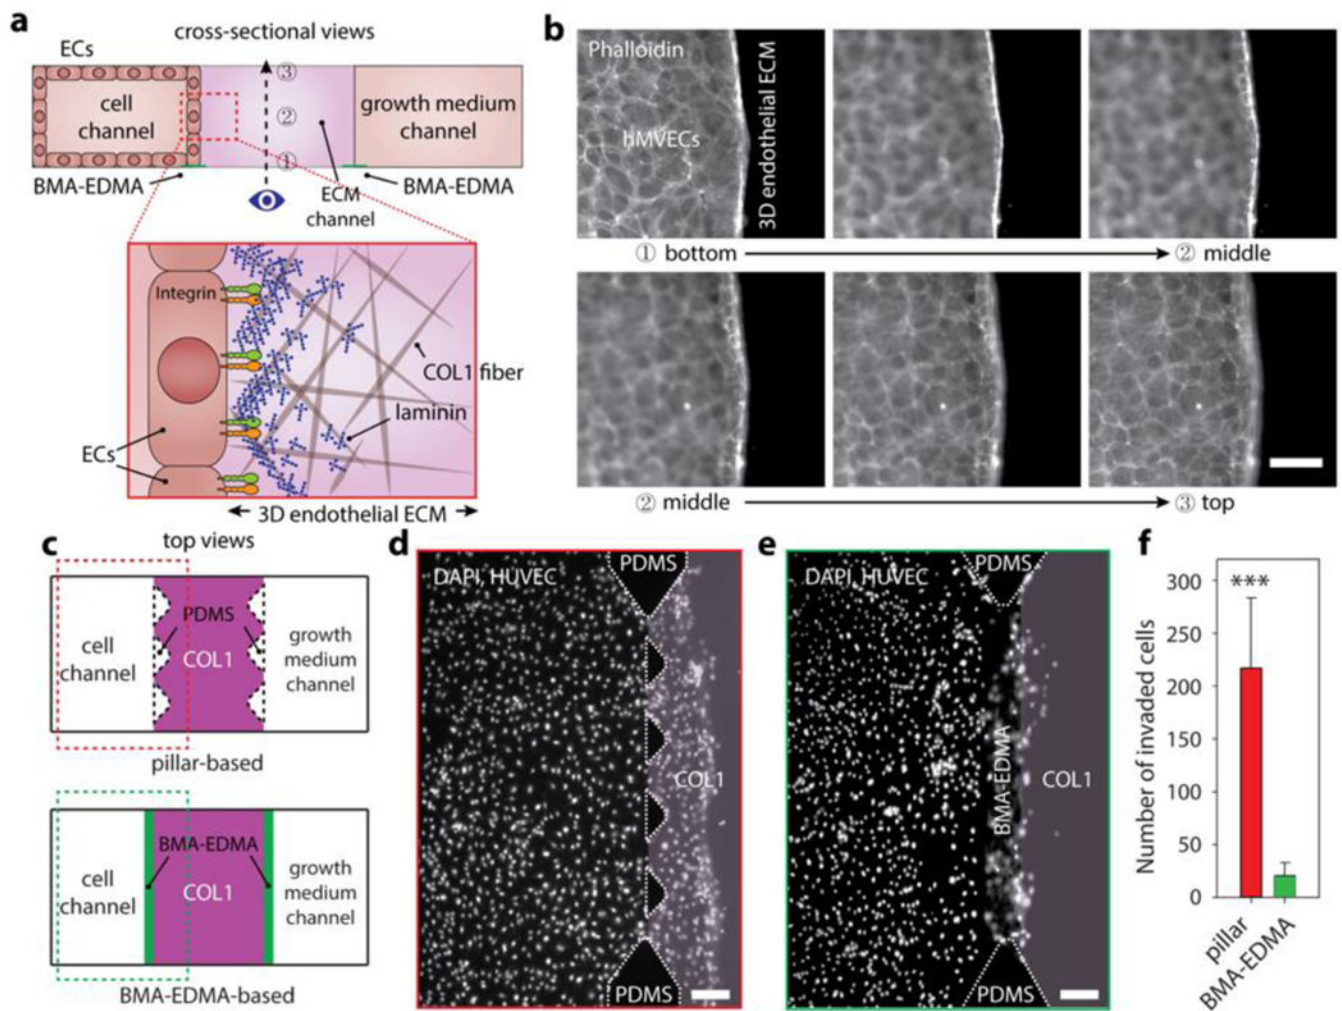 a
cross-sectional views
ECs
cell
channel
③
②
①
growth medium
channel
BMA-EDMA
ECM
channel
BMA-EDMA
Integrin
COL1 fiber
laminin
ECs
3D endothelial ECM
b
Phalloidin
hMVECs
3D endothelial ECM
① bottom
② middle
② middle
③ top
c
top views
cell
channel
PDMS
COL1
growth
medium
channel
pillar-based
cell
channel
BMA-EDMA
COL1
growth
medium
channel
BMA-EDMA-based
d
DAPI, HUVEC
PDMS
COL1
PDMS
e
DAPI, HUVEC
PDMS
BMA-EDMA
COL1
PDMS
f
Number of invaded cells
300
250
200
150
100
50
0
***
pillar
BMA-EDMA